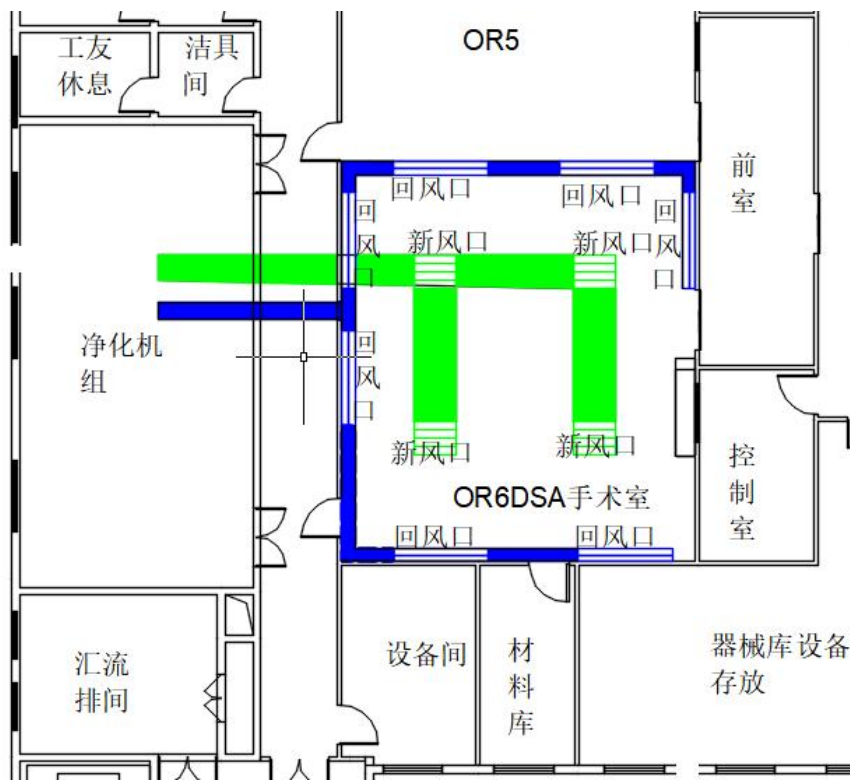 OR5
工友
休息
洁具
间
前
室
回风口
回风口
回
风
口
回
风
口
新风口
新风口
净化机
组
回
风
口
新风口
新风口
控
制
室
OR6DSA手术室
回风口
回风口
汇流
排间
设备间
材
料
库
器械库设备
存放